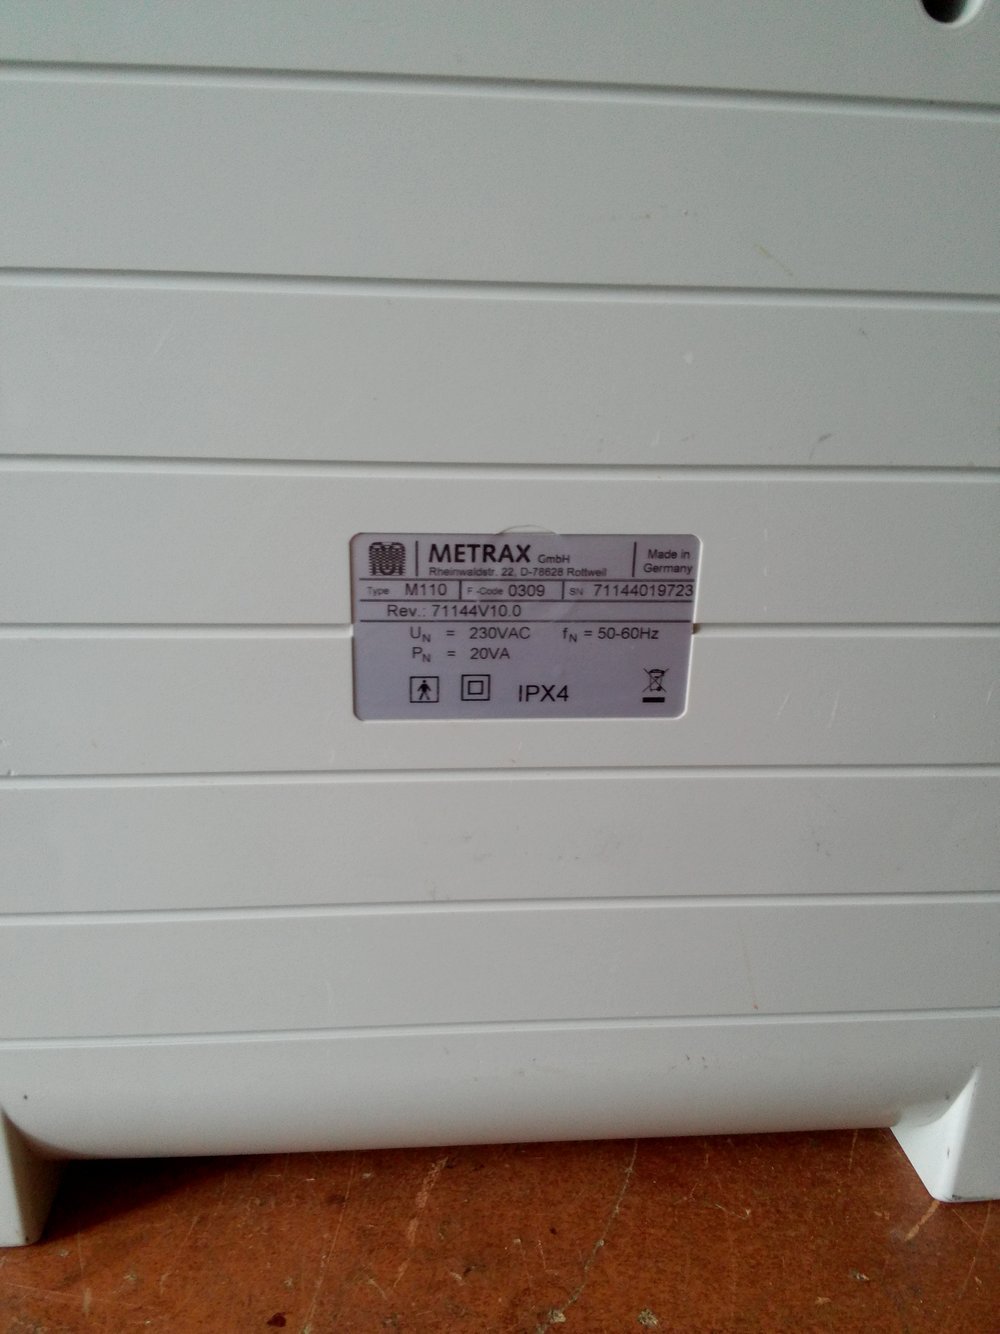 METRAX GmbH
Rheinwaldstr. 22, D-78628 Rottweil
Made in
Germany
Type M110 F.-Code 0309 SN 71144019723
Rev.: 71144V10.0
UN = 230VAC fN = 50-60Hz
PN = 20VA
IPX4